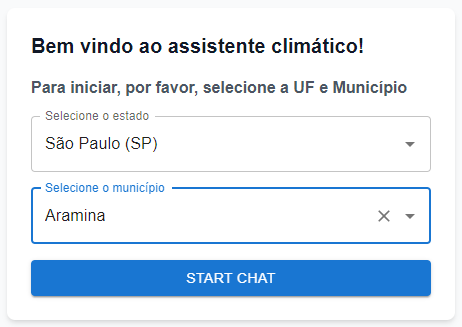 Bem vindo ao assistente climático!
Para iniciar, por favor, selecione a UF e Município
Selecione o estado
São Paulo (SP)
Selecione o município
Aramina
START CHAT